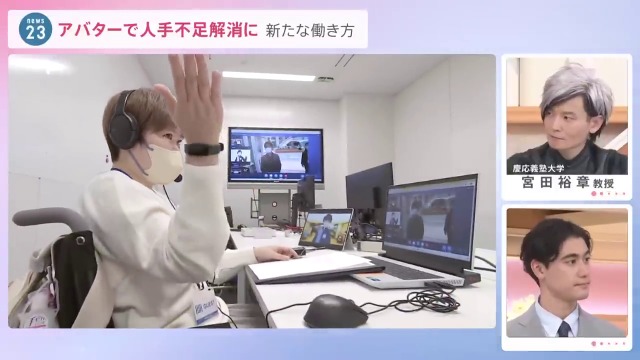 news
23
アバターで人手不足解消に 新たな働き方
慶応義塾大学
宮田裕章教授